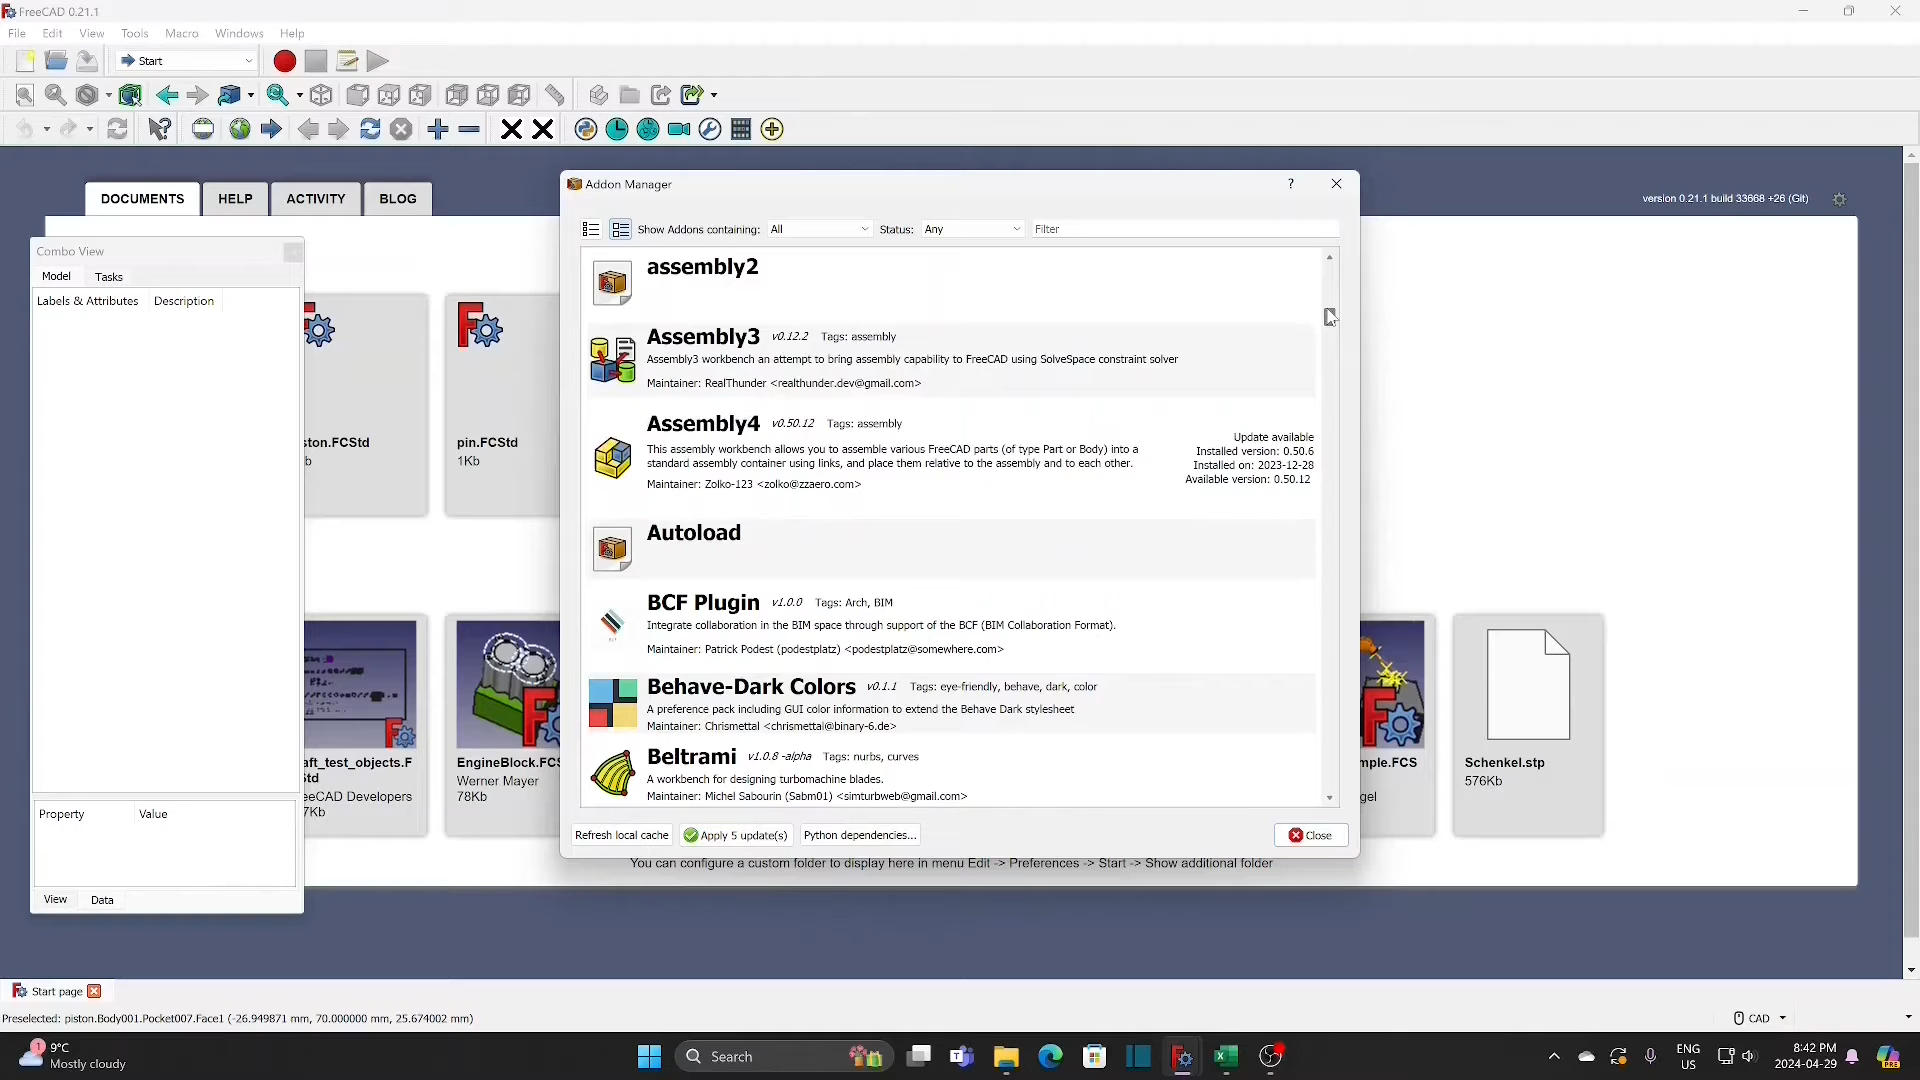 FreeCAD 0.21.1
File Edit View Tools Macro Windows Help
Start
DOCUMENTS HELP ACTIVITY BLOG
version 0.21.1 build 33668 +26 (Git)
Combo View
Model Tasks
Labels & Attributes Description
Property Value
View Data
ston.FCStd
b
pin.FCStd
1Kb
aft_test_objects.F
Std
eeCAD Developers
7Kb
EngineBlock.FCS
Werner Mayer
78Kb
Addon Manager
Show Addons containing: All Status: Any Filter
assembly2
Assembly3 v0.12.2 Tags: assembly
Assembly3 workbench an attempt to bring assembly capability to FreeCAD using SolveSpace constraint solver
Maintainer: RealThunder <realthunder.dev@gmail.com>
Assembly4 v0.50.12 Tags: assembly
This assembly workbench allows you to assemble various FreeCAD parts (of type Part or Body) into a
standard assembly container using links, and place them relative to the assembly and to each other.
Maintainer: Zolko-123 <zolko@zzaero.com>
Update available
Installed version: 0.50.6
Installed on: 2023-12-28
Available version: 0.50.12
Autoload
BCF Plugin v1.0.0 Tags: Arch, BIM
Integrate collaboration in the BIM space through support of the BCF (BIM Collaboration Format).
Maintainer: Patrick Podest (podestplatz) <podestplatz@somewhere.com>
Behave-Dark Colors v0.1.1 Tags: eye-friendly, behave, dark, color
A preference pack including GUI color information to extend the Behave Dark stylesheet
Maintainer: Chrismettal <chrismettal@binary-6.de>
Beltrami v1.0.8 -alpha Tags: nurbs, curves
A workbench for designing turbomachine blades.
Maintainer: Michel Sabourin (Sabm01) <simturbweb@gmail.com>
Refresh local cache Apply 5 update(s) Python dependencies... Close
mple.FCS
gel
Schenkel.stp
576Kb
You can configure a custom folder to display here in menu Edit -> Preferences -> Start -> Show additional folder
Start page
Preselected: piston.Body001.Pocket007.Face1 (-26.949871 mm, 70.000000 mm, 25.674002 mm)
CAD
1
9°C
Mostly cloudy
Search
ENG
US
8:42 PM
2024-04-29
PRE